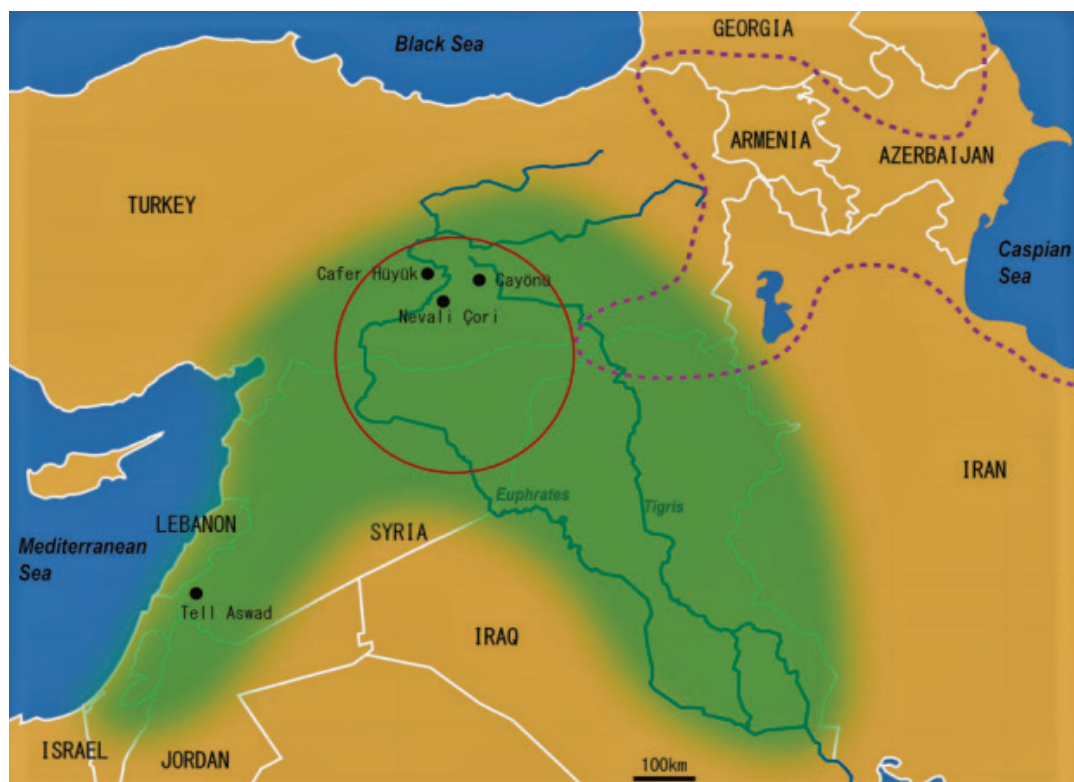 GEORGIA
Black Sea
ARMENIA
AZERBAIJAN
TURKEY
Caspian
Sea
Cafer Hüyük
Cayönü
Nevali Çori
IRAN
Euphrates
Tigris
LEBANON
SYRIA
Mediterranean
Sea
Tell Aswad
IRAQ
ISRAEL
JORDAN
100km